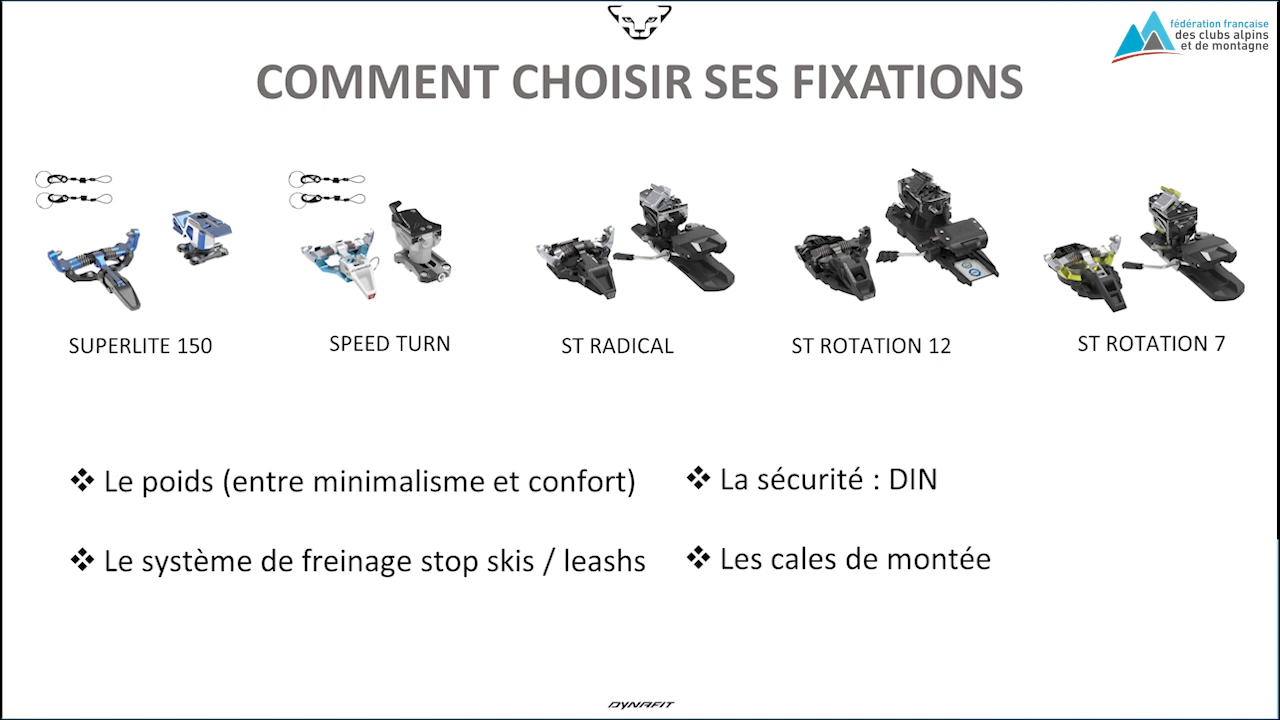 fédération française
des clubs alpins
et de montagne
COMMENT CHOISIR SES FIXATIONS
SUPERLITE 150
SPEED TURN
ST RADICAL
ST ROTATION 12
ST ROTATION 7
❖ Le poids (entre minimalisme et confort)
❖ La sécurité : DIN
❖ Le système de freinage stop skis / leashs
❖ Les cales de montée
DYNAFIT